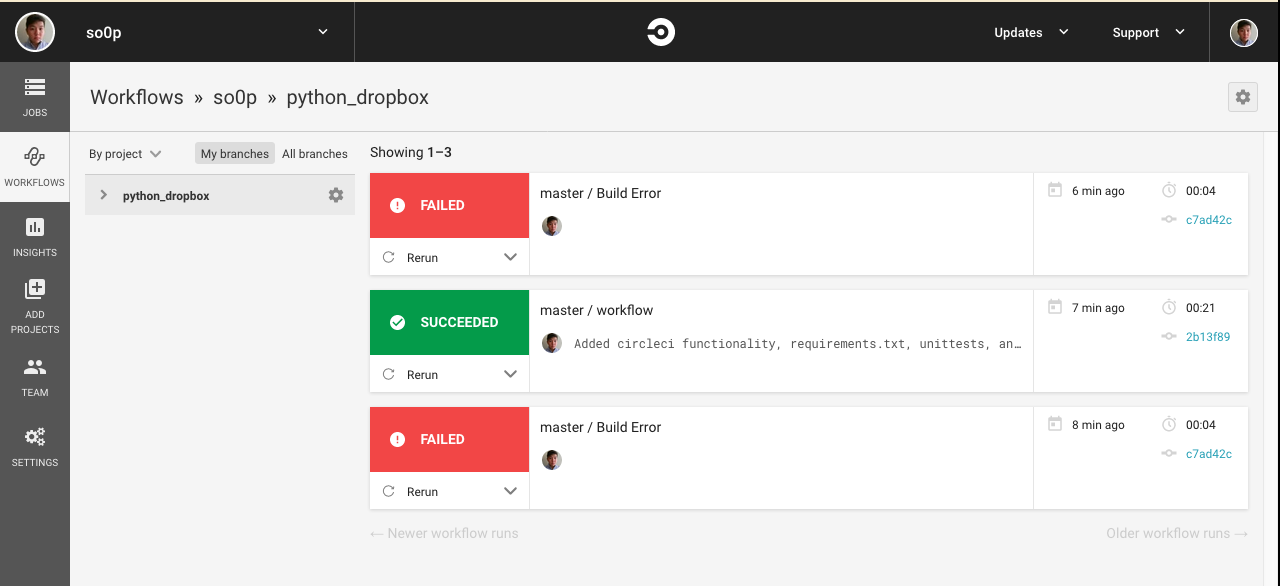 so0p
Updates
Support
JOBS
WORKFLOWS
INSIGHTS
ADD
PROJECTS
TEAM
SETTINGS
Workflows » so0p » python_dropbox
By project
My branches
All branches
python_dropbox
Showing 1–3
FAILED
Rerun
master / Build Error
6 min ago
00:04
c7ad42c
SUCCEEDED
Rerun
master / workflow
Added circleci functionality, requirements.txt, unittests, an…
7 min ago
00:21
2b13f89
FAILED
Rerun
master / Build Error
8 min ago
00:04
c7ad42c
← Newer workflow runs
Older workflow runs →